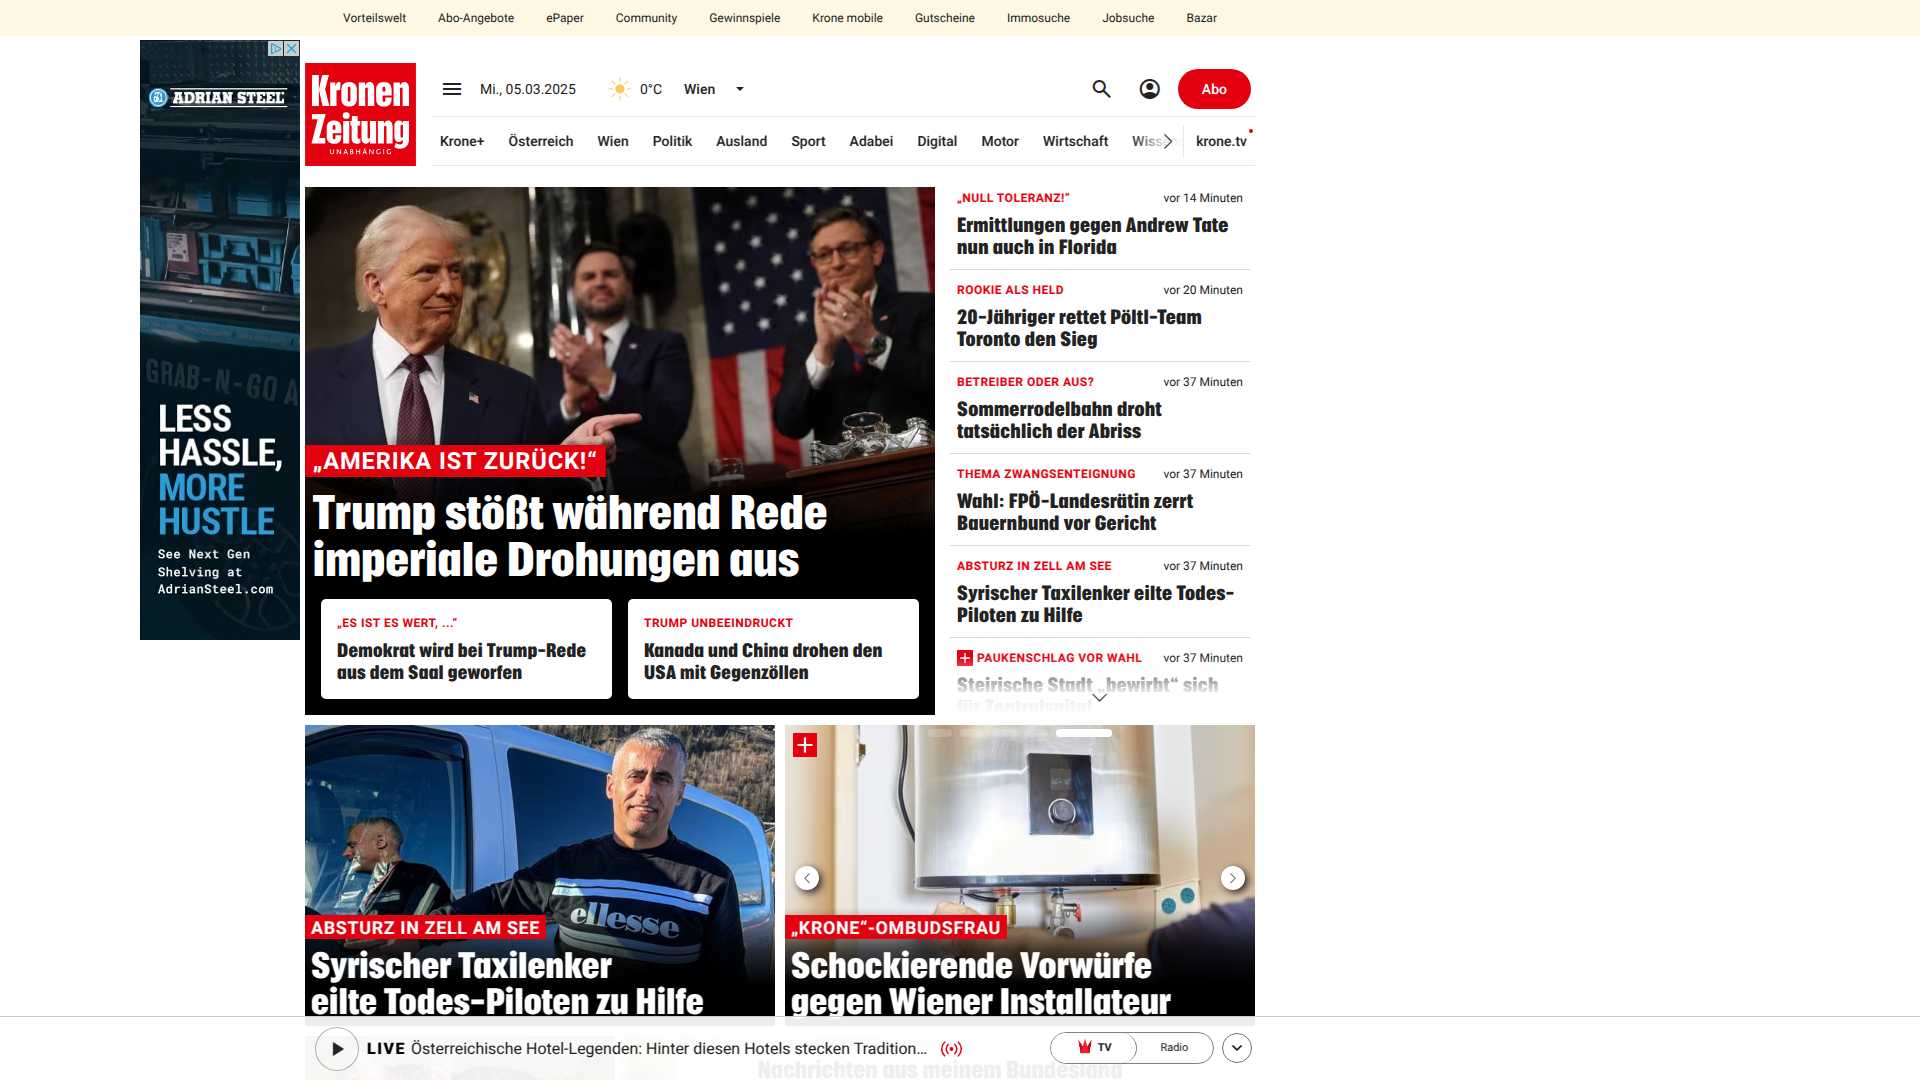 Vorteilswelt Abo-Angebote ePaper Community Gewinnspiele Krone mobile Gutscheine Immosuche Jobsuche Bazar
ADRIAN STEEL
GRAB-N-GO
LESS
HASSLE,
MORE
HUSTLE
See Next Gen
Shelving at
AdrianSteel.com
Kronen
Zeitung
UNABHÄNGIG
Mi., 05.03.2025 0°C Wien
Abo
Krone+ Österreich Wien Politik Ausland Sport Adabei Digital Motor Wirtschaft krone.tv
„AMERIKA IST ZURÜCK!“
Trump stößt während Rede
imperiale Drohungen aus
„ES IST ES WERT, ...“
Demokrat wird bei Trump-Rede
aus dem Saal geworfen
TRUMP UNBEEINDRUCKT
Kanada und China drohen den
USA mit Gegenzöllen
„NULL TOLERANZ!“ vor 14 Minuten
Ermittlungen gegen Andrew Tate
nun auch in Florida
ROOKIE ALS HELD vor 20 Minuten
20-Jähriger rettet Pöltl-Team
Toronto den Sieg
BETREIBER ODER AUS? vor 37 Minuten
Sommerrodelbahn droht
tatsächlich der Abriss
THEMA ZWANGSENTEIGNUNG vor 37 Minuten
Wahl: FPÖ-Landesrätin zerrt
Bauernbund vor Gericht
ABSTURZ IN ZELL AM SEE vor 37 Minuten
Syrischer Taxilenker eilte Todes-
Piloten zu Hilfe
PAUKENSCHLAG VOR WAHL vor 37 Minuten
Steirische Stadt „bewirbt“ sich
für Zentralspital
ellesse
ABSTURZ IN ZELL AM SEE
Syrischer Taxilenker
eilte Todes-Piloten zu Hilfe
„KRONE“-OMBUDSFRAU
Schockierende Vorwürfe
gegen Wiener Installateur
LIVE Österreichische Hotel-Legenden: Hinter diesen Hotels stecken Tradition...
TV Radio
Nachrichten aus meinem Bundesland